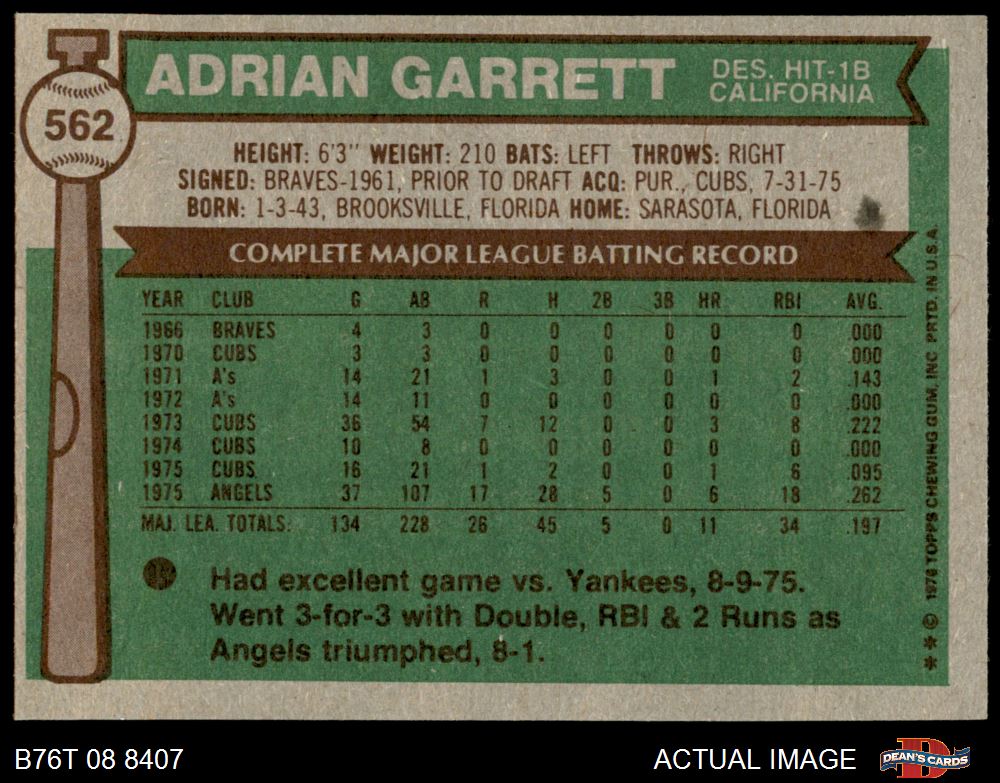 562
ADRIAN GARRETT
DES. HIT-1B
CALIFORNIA
HEIGHT: 6'3" WEIGHT: 210 BATS: LEFT THROWS: RIGHT
SIGNED: BRAVES-1961, PRIOR TO DRAFT ACQ: PUR., CUBS, 7-31-75
BORN: 1-3-43, BROOKSVILLE, FLORIDA HOME: SARASOTA, FLORIDA
COMPLETE MAJOR LEAGUE BATTING RECORD
YEAR CLUB G AB R H 2B 3B HR RBI AVG.
1966 BRAVES 4 3 0 0 0 0 0 0 .000
1970 CUBS 3 3 0 0 0 0 0 0 .000
1971 A's 14 21 1 3 0 0 1 2 .143
1972 A's 14 11 0 0 0 0 0 0 .000
1973 CUBS 36 54 7 12 0 0 3 8 .222
1974 CUBS 10 8 0 0 0 0 0 0 .000
1975 CUBS 16 21 1 2 0 0 1 6 .095
1975 ANGELS 37 107 17 28 5 0 6 18 .262
MAJ. LEA. TOTALS: 134 228 26 45 5 0 11 34 .197
Had excellent game vs. Yankees, 8-9-75.
Went 3-for-3 with Double, RBI & 2 Runs as
Angels triumphed, 8-1.
** © 1976 TOPPS CHEWING GUM, INC. PRTD. IN U.S.A.
B76T 08 8407
ACTUAL IMAGE
D
DEAN'S CARDS